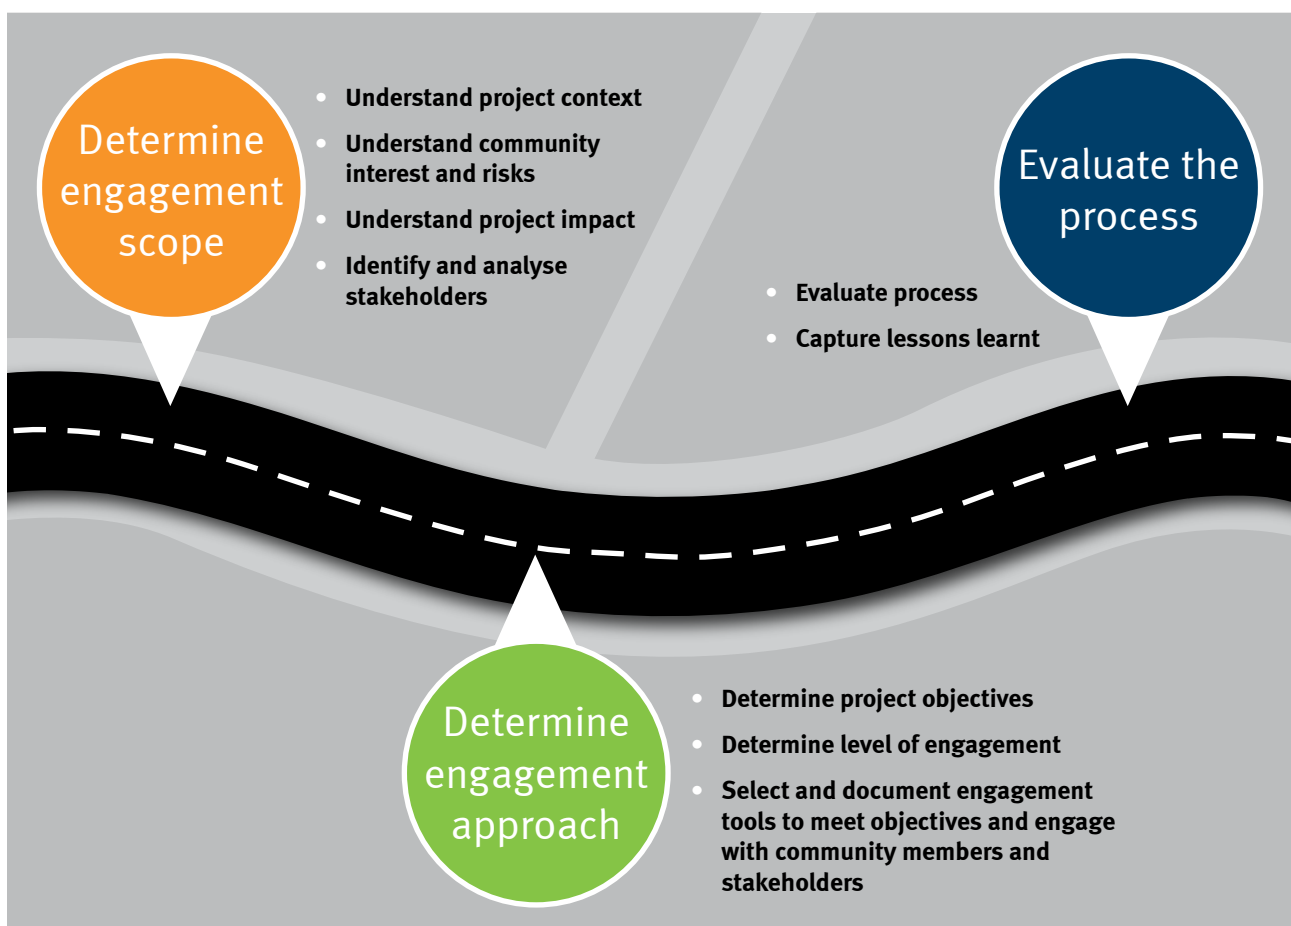 Determine
engagement
scope
• Understand project context
• Understand community
interest and risks
• Understand project impact
• Identify and analyse
stakeholders
Evaluate the
process
• Evaluate process
• Capture lessons learnt
Determine
engagement
approach
• Determine project objectives
• Determine level of engagement
• Select and document engagement
tools to meet objectives and engage
with community members and
stakeholders